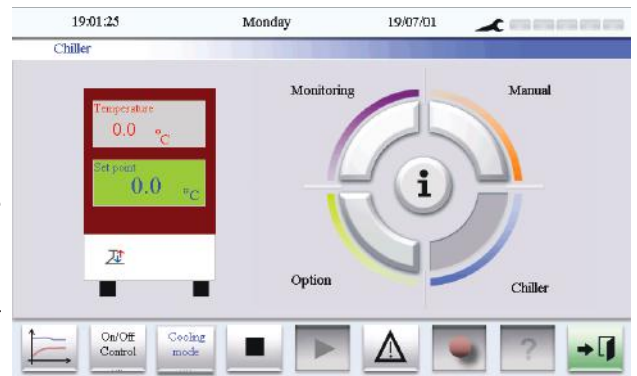 19:01:25 Monday 19/07/01
Chiller
Monitoring Manual
Temperature
0.0 °C
Set point
0.0 °C
i
Option Chiller
On/Off Cooling
Control mode
?